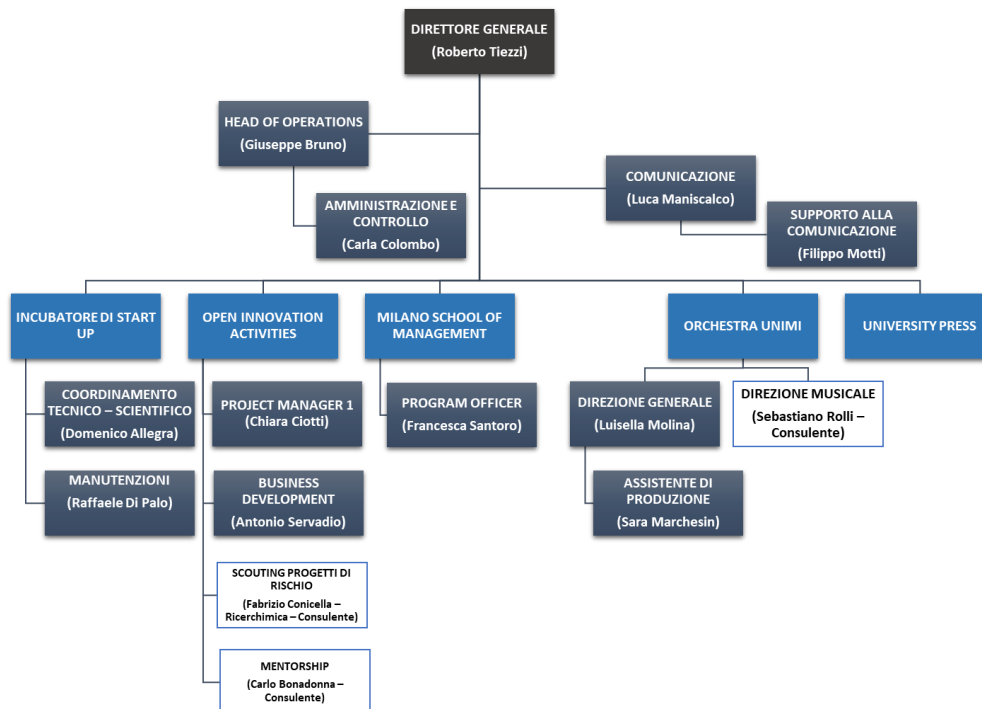 DIRETTORE GENERALE
(Roberto Tiezzi)
HEAD OF OPERATIONS
(Giuseppe Bruno)
COMUNICAZIONE
(Luca Maniscalco)
AMMINISTRAZIONE E
CONTROLLO
(Carla Colombo)
SUPPORTO ALLA
COMUNICAZIONE
(Filippo Motti)
INCUBATORE DI START
UP
OPEN INNOVATION
ACTIVITIES
MILANO SCHOOL OF
MANAGEMENT
ORCHESTRA UNIMI
UNIVERSITY PRESS
COORDINAMENTO
TECNICO – SCIENTIFICO
(Domenico Allegra)
PROJECT MANAGER 1
(Chiara Ciotti)
PROGRAM OFFICER
(Francesca Santoro)
DIREZIONE GENERALE
(Luisella Molina)
DIREZIONE MUSICALE
(Sebastiano Rolli –
Consulente)
MANUTENZIONI
(Raffaele Di Palo)
BUSINESS
DEVELOPMENT
(Antonio Servadio)
ASSISTENTE DI
PRODUZIONE
(Sara Marchesin)
SCOUTING PROGETTI DI
RISCHIO
(Fabrizio Conicella –
Ricerchimica – Consulente)
MENTORSHIP
(Carlo Bonadonna –
Consulente)